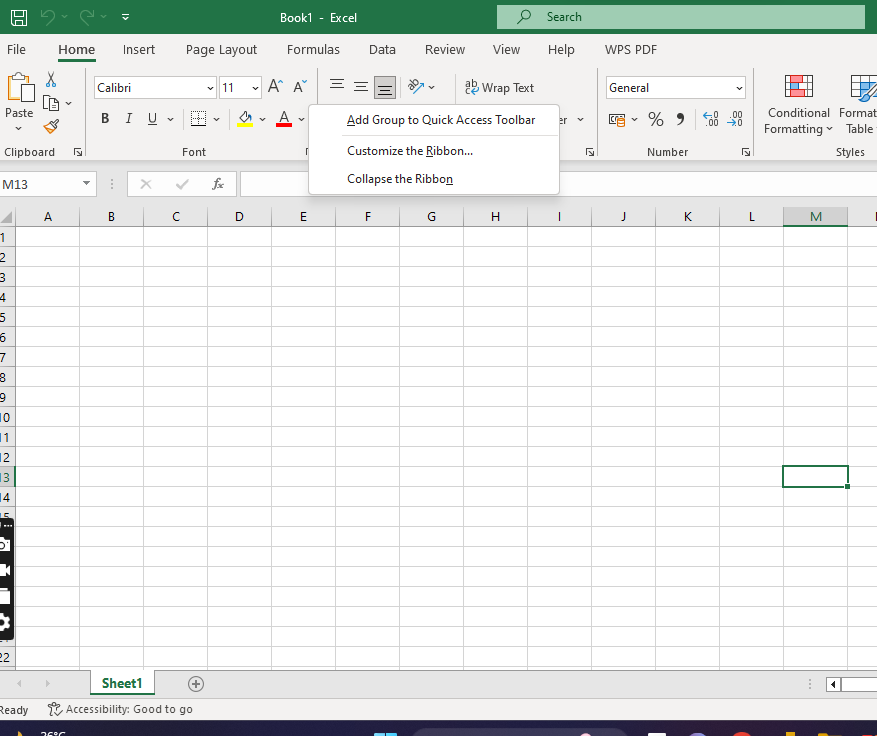 Book1 - Excel
Search
File Home Insert Page Layout Formulas Data Review View Help WPS PDF
Paste
Calibri 11
B I U A
ab Wrap Text
General
Conditional Formatting
Format
Table
Clipboard Font Number Styles
Add Group to Quick Access Toolbar
Customize the Ribbon...
Collapse the Ribbon
M13 fx
A B C D E F G H I J K L M
1
2
3
4
5
6
7
8
9
10
11
12
13
14
15
22
Sheet1
Ready Accessibility: Good to go